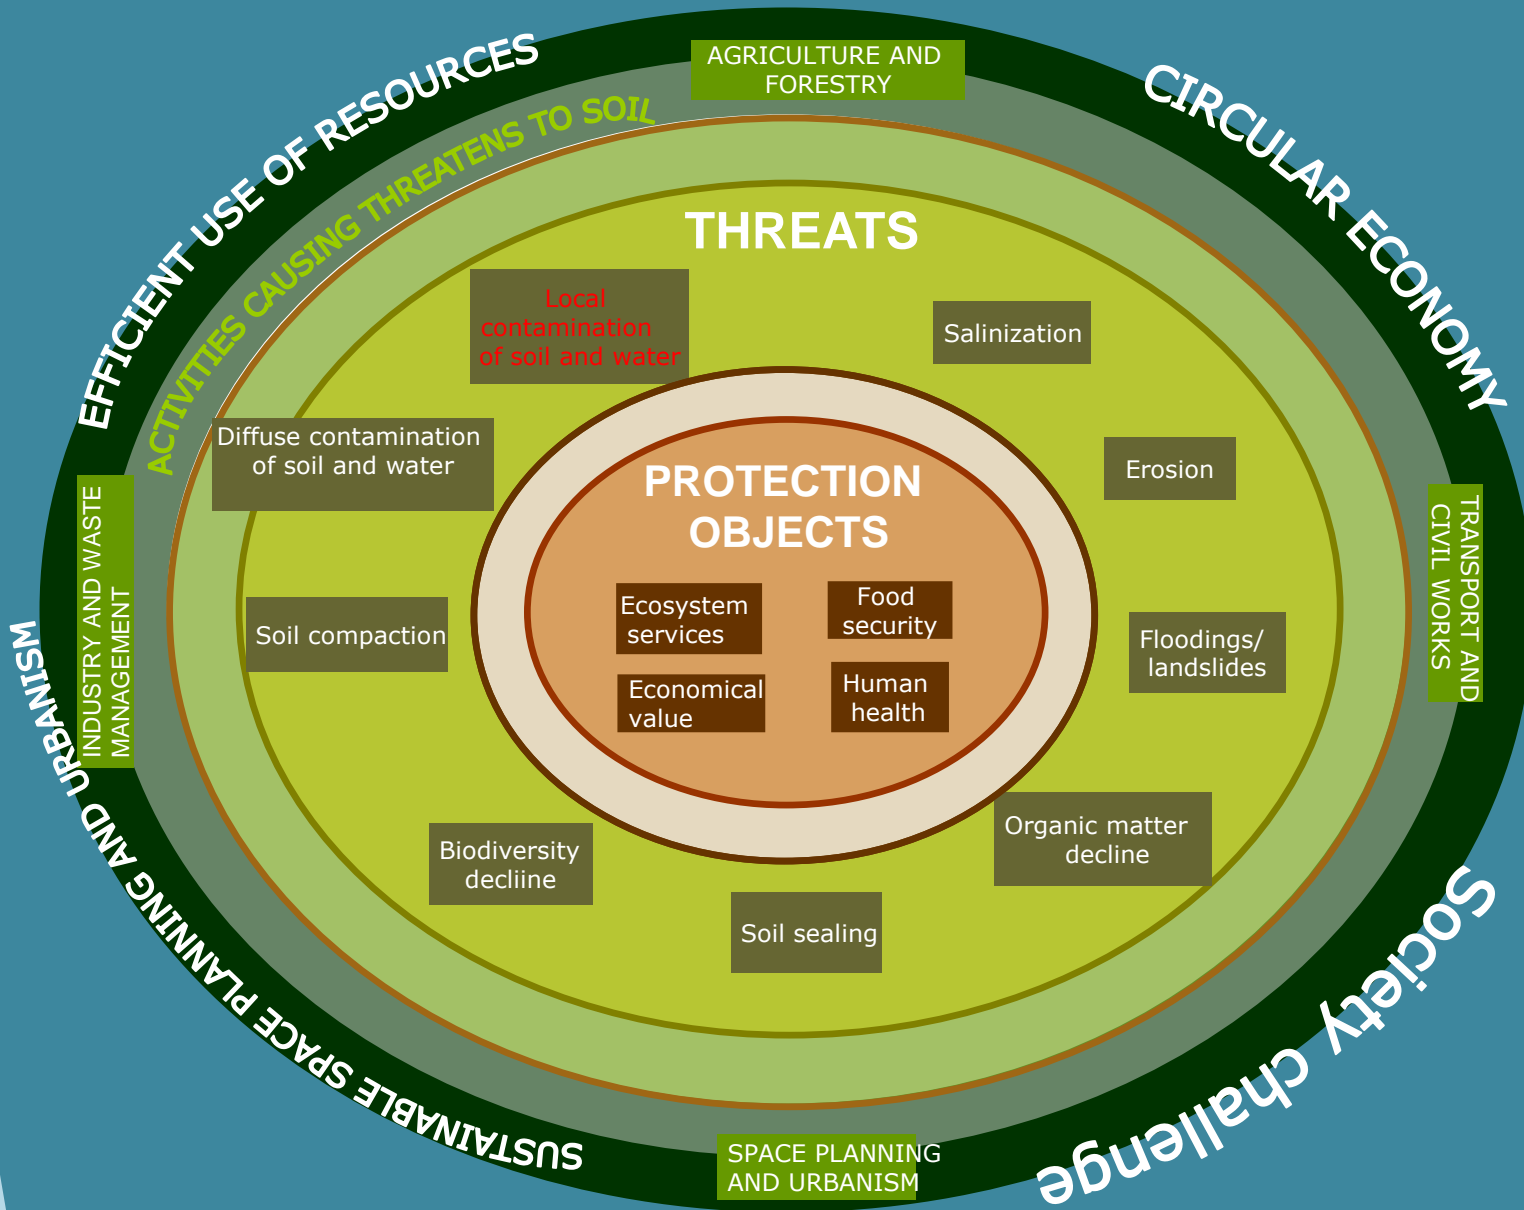 EFFICIENT USE OF RESOURCES
AGRICULTURE AND
FORESTRY
CIRCULAR ECONOMY
ACTIVITIES CAUSING THREATENS TO SOIL
THREATS
Local
contamination
of soil and water
Salinization
Diffuse contamination
of soil and water
Erosion
PROTECTION
OBJECTS
INDUSTRY AND WASTE
MANAGEMENT
TRANSPORT AND
CIVIL WORKS
Soil compaction
Ecosystem
services
Food
security
Floodings/
landslides
Economical
value
Human
health
Organic matter
decline
Biodiversity
decliine
Soil sealing
SUSTAINABLE SPACE PLANNING AND URBANISM
Society challenge
SPACE PLANNING
AND URBANISM